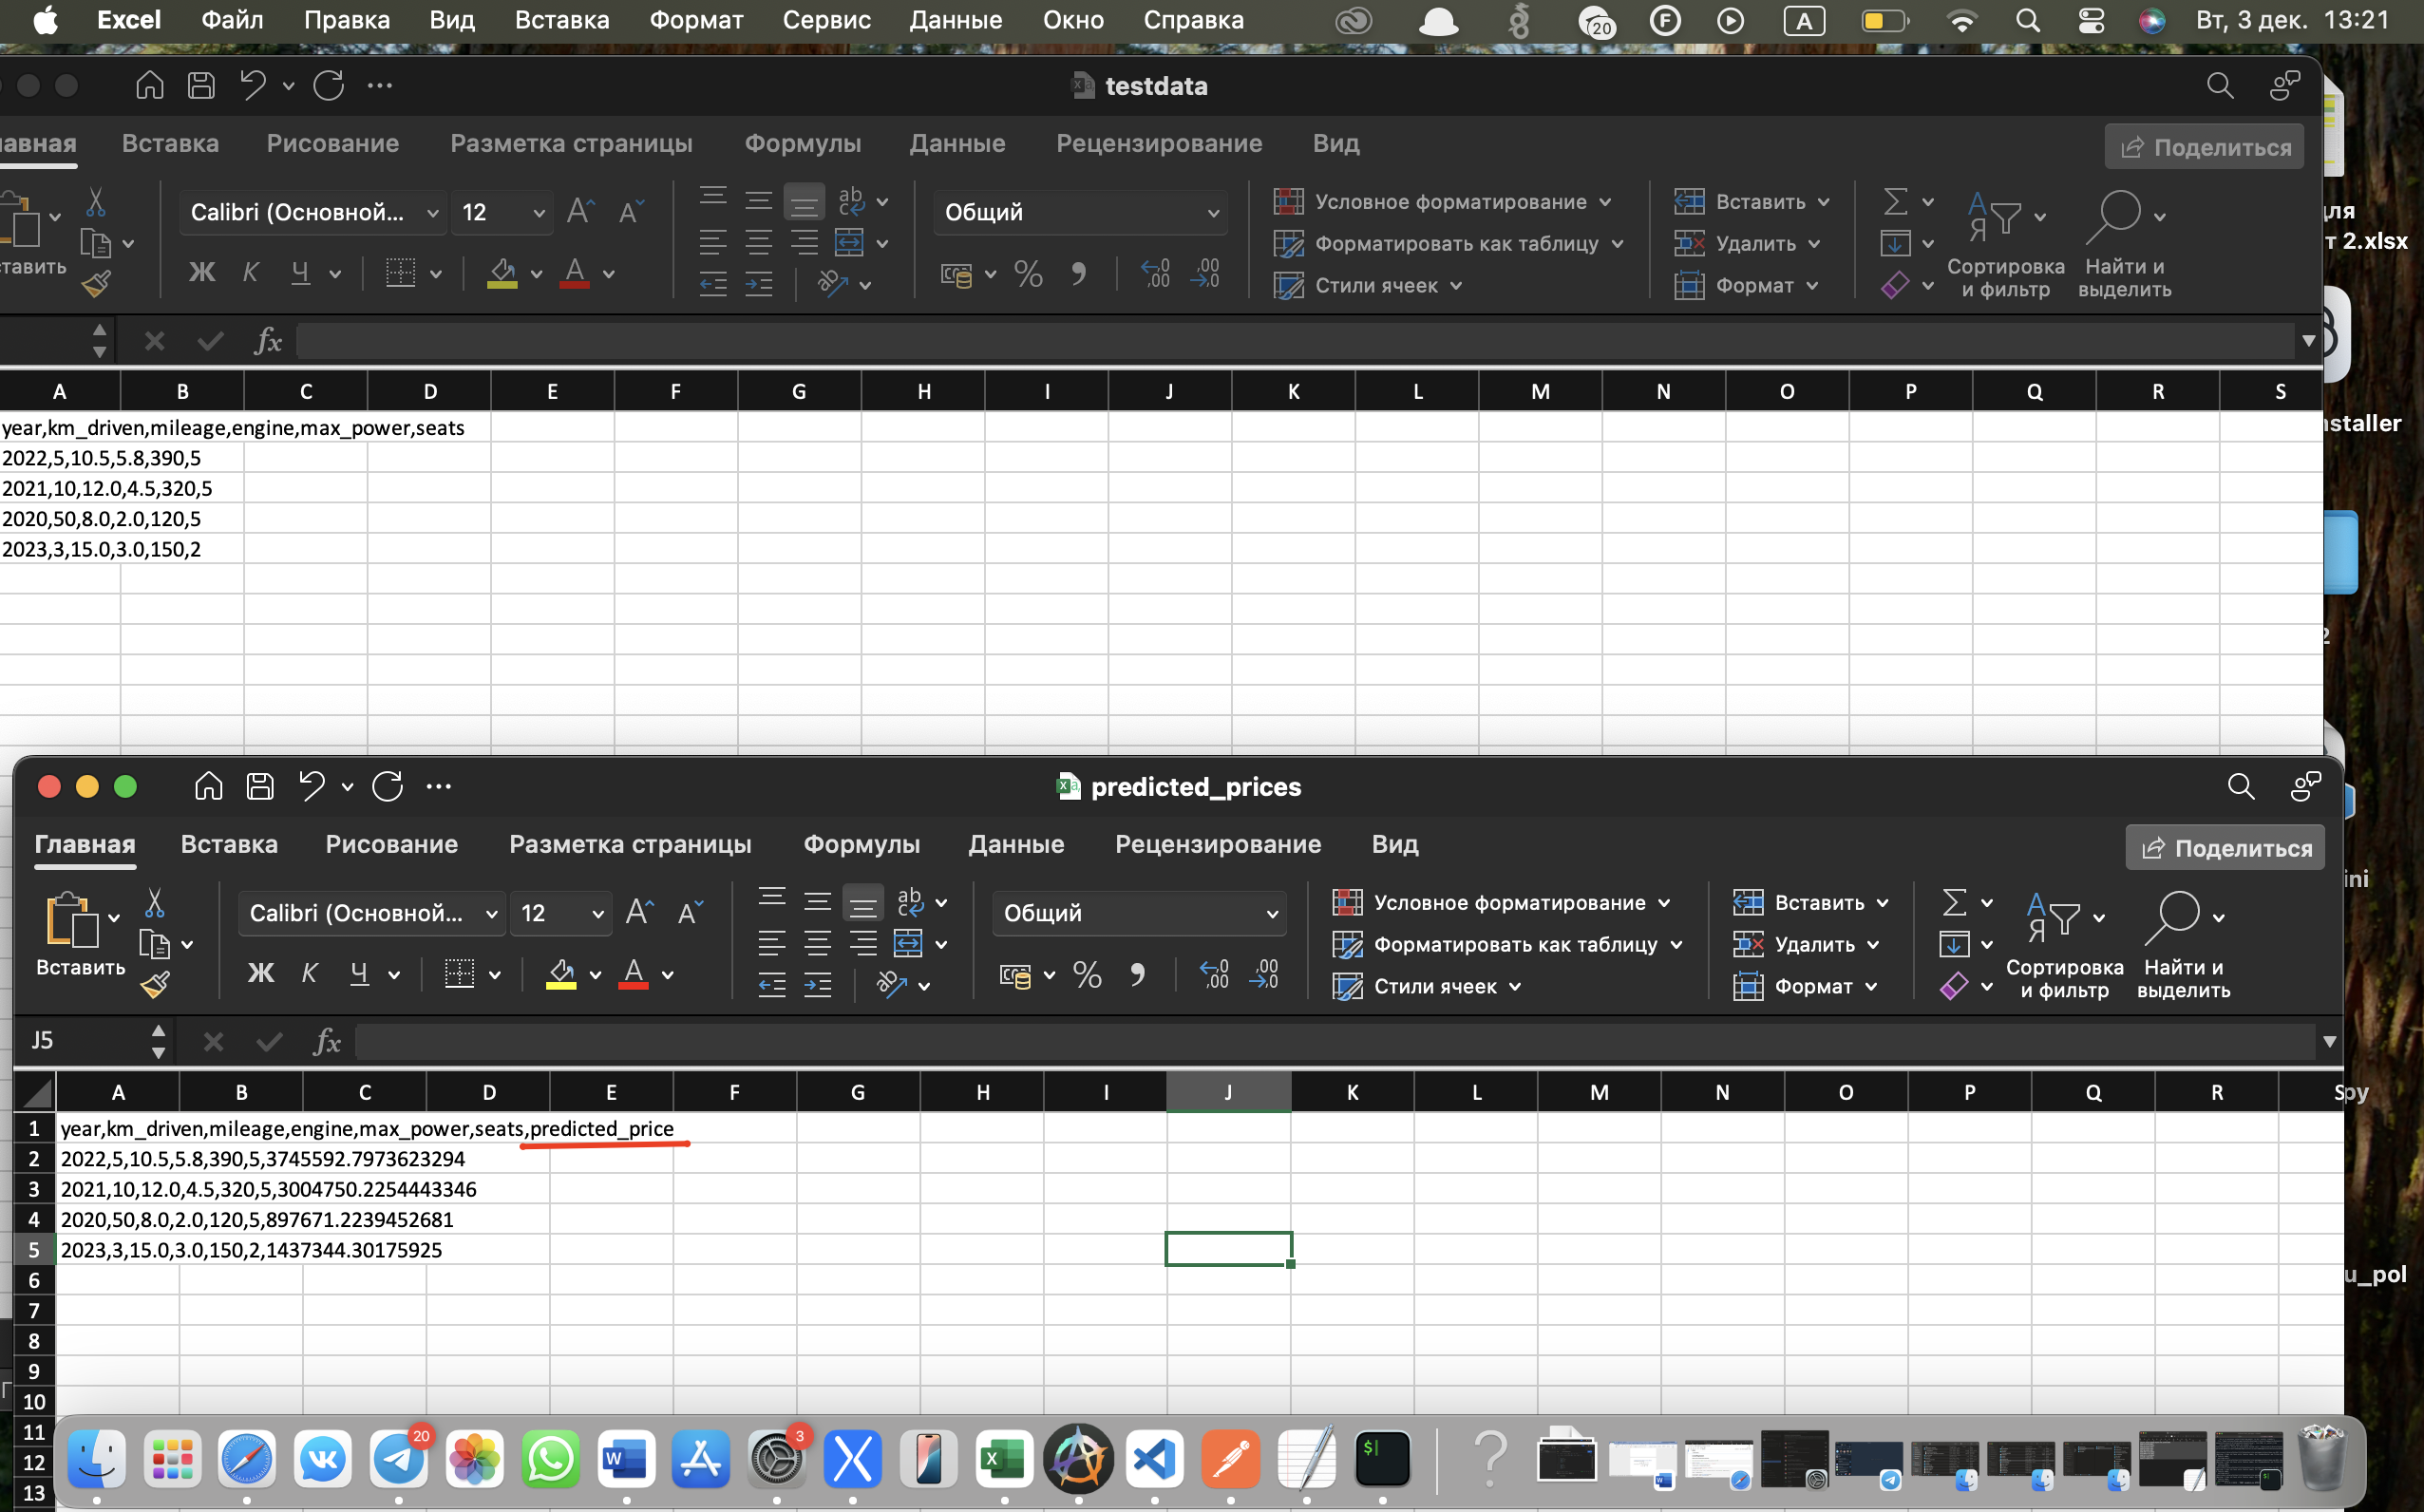 Excel Файл Правка Вид Вставка Формат Сервис Данные Окно Справка 20 F A Вт, 3 дек. 13:21
testdata
авная Вставка Рисование Разметка страницы Формулы Данные Рецензирование Вид Поделиться
Calibri (Основной... 12 Общий Условное форматирование Вставить
Форматировать как таблицу Удалить
тавить Ж К Ч Стили ячеек Формат Сортировка и фильтр Найти и выделить
для
т 2.xlsx
fx
A B C D E F G H I J K L M N O P Q R S
nstaller
year,km_driven,mileage,engine,max_power,seats
2022,5,10.5,5.8,390,5
2021,10,12.0,4.5,320,5
2020,50,8.0,2.0,120,5
2023,3,15.0,3.0,150,2
2
predicted_prices
Главная Вставка Рисование Разметка страницы Формулы Данные Рецензирование Вид Поделиться
ini
Calibri (Основной... 12 Общий Условное форматирование Вставить
Форматировать как таблицу Удалить
Вставить Ж К Ч Стили ячеек Формат Сортировка и фильтр Найти и выделить
J5 fx
A B C D E F G H I J K L M N O P Q R S
py
1 year,km_driven,mileage,engine,max_power,seats,predicted_price
2 2022,5,10.5,5.8,390,5,3745592.7973623294
3 2021,10,12.0,4.5,320,5,3004750.2254443346
4 2020,50,8.0,2.0,120,5,897671.2239452681
5 2023,3,15.0,3.0,150,2,1437344.30175925
u_pol
6
7
8
9
10
11
12
13
20 3